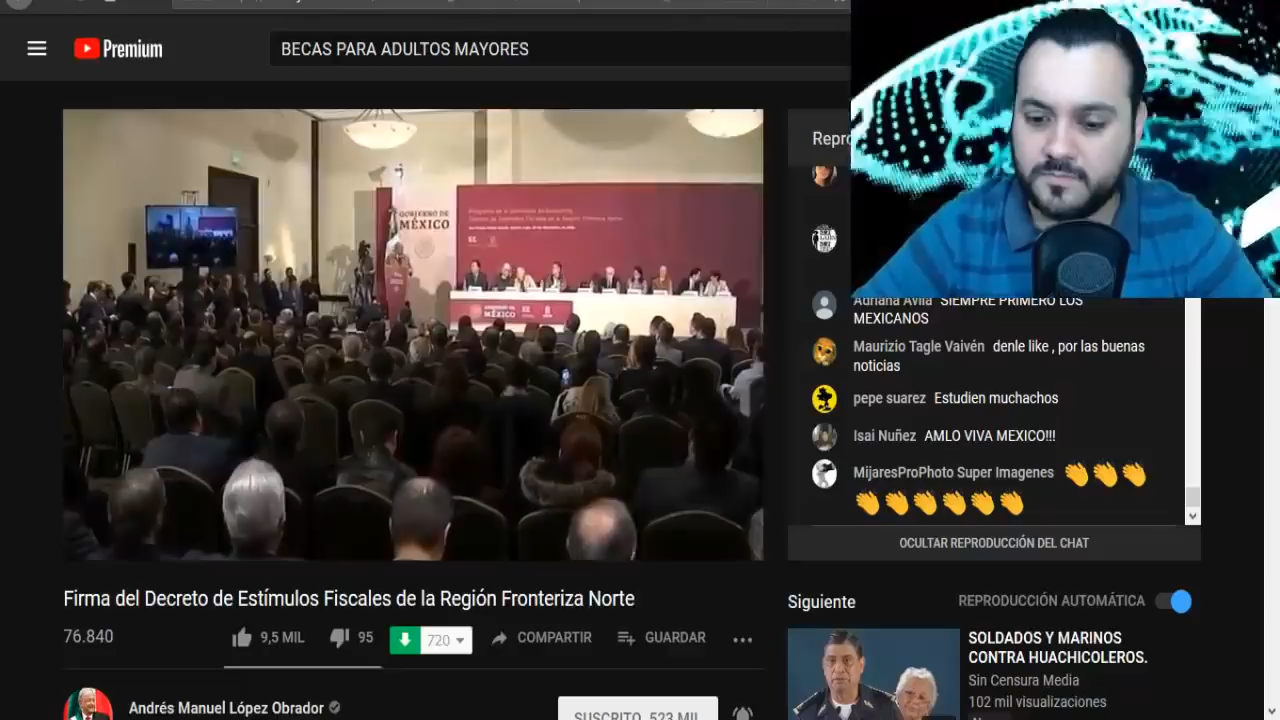 Premium
BECAS PARA ADULTOS MAYORES
Repro
GOBIERNO DE
MÉXICO
GOBIERNO DE
MÉXICO
Adriana Avila SIEMPRE PRIMERO LOS
MEXICANOS
Maurizio Tagle Vaivén denle like , por las buenas
noticias
pepe suarez Estudien muchachos
Isai Nuñez AMLO VIVA MEXICO!!!
MijaresProPhoto Super Imagenes 👏👏👏
👏👏👏👏👏👏
OCULTAR REPRODUCCIÓN DEL CHAT
Firma del Decreto de Estímulos Fiscales de la Región Fronteriza Norte
76.840
9,5 MIL
95
720
COMPARTIR
GUARDAR
Siguiente
REPRODUCCIÓN AUTOMÁTICA
SOLDADOS Y MARINOS
CONTRA HUACHICOLEROS.
Sin Censura Media
102 mil visualizaciones
Andrés Manuel López Obrador
SUSCRITO 523 MIL